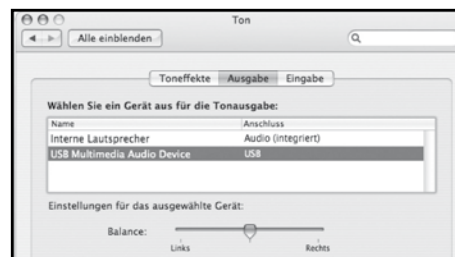 Ton
Alle einblenden
Toneffekte Ausgabe Eingabe
Wählen Sie ein Gerät aus für die Tonausgabe:
Name Anschluss
Interne Lautsprecher Audio (integriert)
USB Multimedia Audio Device USB
Einstellungen für das ausgewählte Gerät:
Balance:
Links Rechts